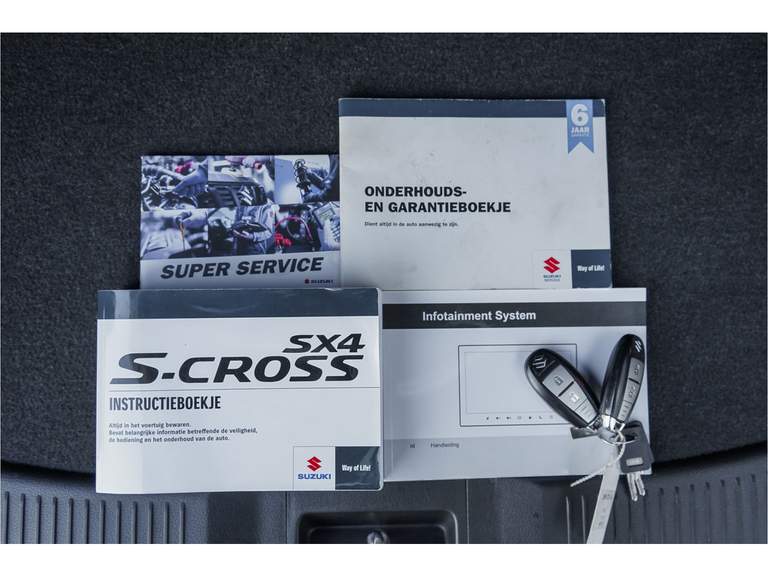 6
JAAR
GARANTIE
ONDERHOUDS-
EN GARANTIEBOEKJE
Dient altijd in de auto aanwezig te zijn.
SUZUKI
Way of Life!
SUPER SERVICE
SUZUKI
Infotainment System
nl Handleiding
SX4
S-CROSS
INSTRUCTIEBOEKJE
Altijd in het voertuig bewaren.
Bevat belangrijke informatie betreffende de veiligheid,
de bediening en het onderhoud van de auto.
SUZUKI
Way of Life!